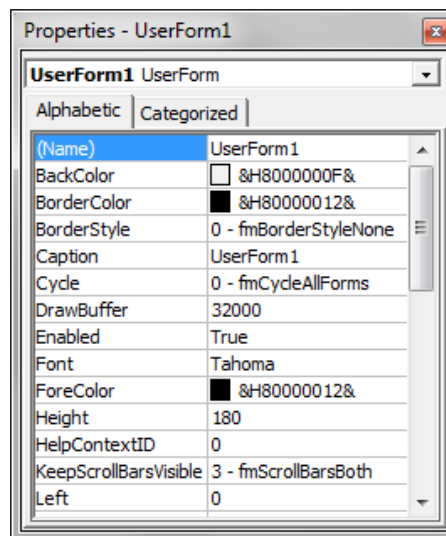 Properties - UserForm1
UserForm1 UserForm
Alphabetic Categorized
(Name) UserForm1
BackColor &H8000000F&
BorderColor &H80000012&
BorderStyle 0 - fmBorderStyleNone
Caption UserForm1
Cycle 0 - fmCycleAllForms
DrawBuffer 32000
Enabled True
Font Tahoma
ForeColor &H80000012&
Height 180
HelpContextID 0
KeepScrollBarsVisible 3 - fmScrollBarsBoth
Left 0